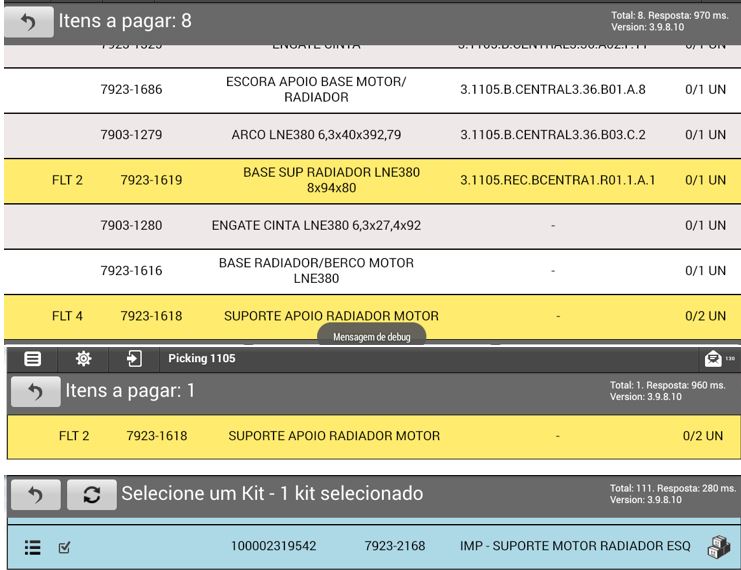 Itens a pagar: 8
Total: 8. Resposta: 970 ms.
Version: 3.9.8.10
7923-1686 ESCORA APOIO BASE MOTOR/ RADIADOR 3.1105.B.CENTRAL3.36.B01.A.8 0/1 UN
7903-1279 ARCO LNE380 6,3x40x392,79 3.1105.B.CENTRAL3.36.B03.C.2 0/1 UN
FLT 2 7923-1619 BASE SUP RADIADOR LNE380 8x94x80 3.1105.REC.BCENTRA1.R01.1.A.1 0/1 UN
7903-1280 ENGATE CINTA LNE380 6,3x27,4x92 - 0/1 UN
7923-1616 BASE RADIADOR/BERCO MOTOR LNE380 - 0/1 UN
FLT 4 7923-1618 SUPORTE APOIO RADIADOR MOTOR - 0/2 UN
Mensagem de debug
Picking 1105
130
Itens a pagar: 1
Total: 1. Resposta: 960 ms.
Version: 3.9.8.10
FLT 2 7923-1618 SUPORTE APOIO RADIADOR MOTOR - 0/2 UN
Selecione um Kit - 1 kit selecionado
Total: 111. Resposta: 280 ms.
Version: 3.9.8.10
100002319542 7923-2168 IMP - SUPORTE MOTOR RADIADOR ESQ